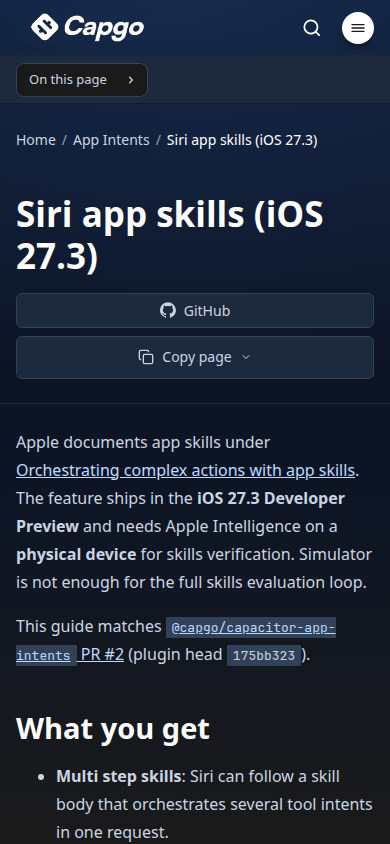 Capgo
On this page
Home / App Intents / Siri app skills (iOS 27.3)
Siri app skills (iOS
27.3)
GitHub
Copy page
Apple documents app skills under
Orchestrating complex actions with app skills.
The feature ships in the iOS 27.3 Developer
Preview and needs Apple Intelligence on a
physical device for skills verification. Simulator
is not enough for the full skills evaluation loop.
This guide matches @capgo/capacitor-app-
intents PR #2 (plugin head 175bb323).
What you get
• Multi step skills: Siri can follow a skill
body that orchestrates several tool intents
in one request.